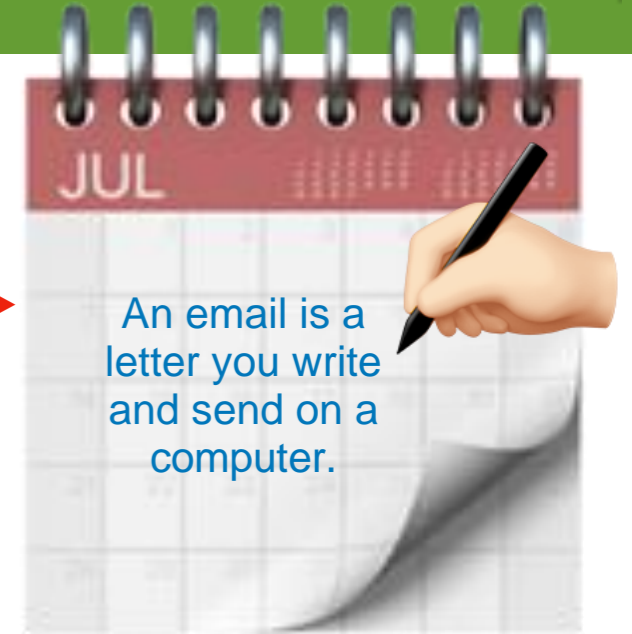 JUL
An email is a
letter you write
and send on a
computer.